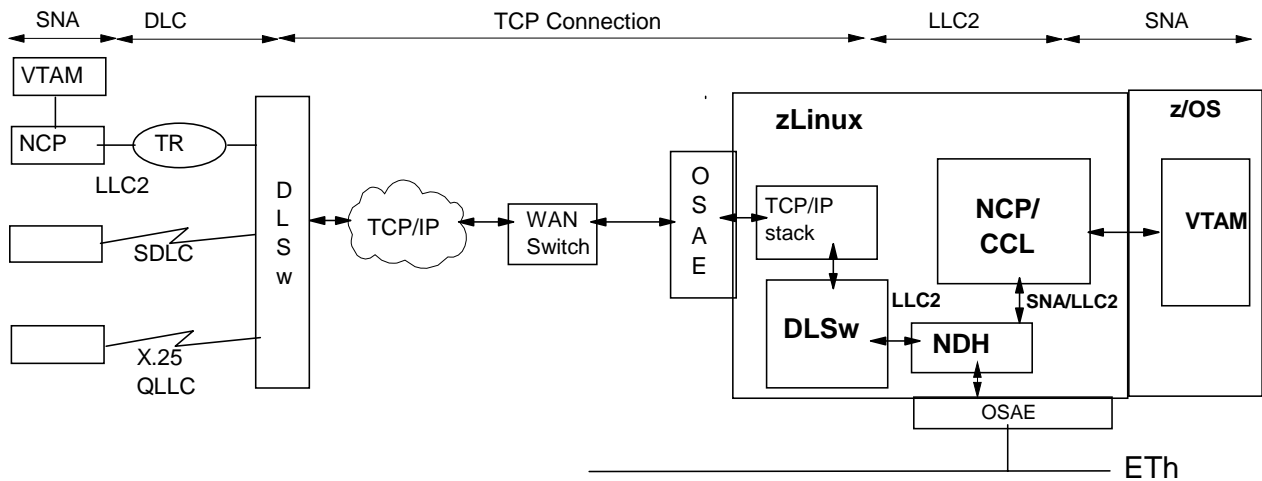 SNA
DLC
TCP Connection
LLC2
SNA
VTAM
NCP
TR
LLC2
SDLC
X.25
QLLC
D
L
S
w
TCP/IP
WAN
Switch
O
S
A
E
zLinux
TCP/IP
stack
DLSw
LLC2
NCP/
CCL
SNA/LLC2
NDH
OSAE
ETh
z/OS
VTAM